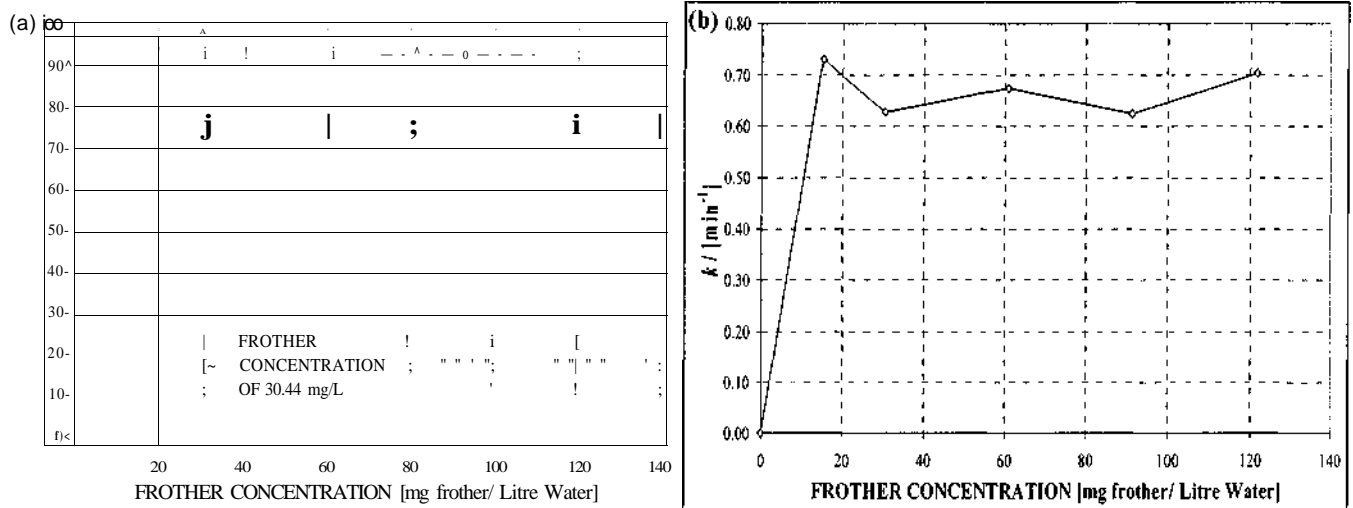 (a) ioo
90^
80-
70-
60-
50-
40-
30-
20-
10-
f)<
j | ; i |
| FROTHER ! i [
[~ CONCENTRATION ; " " ' "; " "| " " ' :
; OF 30.44 mg/L ' ! ;
20 40 60 80 100 120 140
FROTHER CONCENTRATION [mg frother/ Litre Water]
(b)
0.80
0.70
0.60
0.50
0.40
0.30
0.20
0.10
0.00
k / [min⁻¹]
0 20 40 60 80 100 120 140
FROTHER CONCENTRATION [mg frother/ Litre Water]